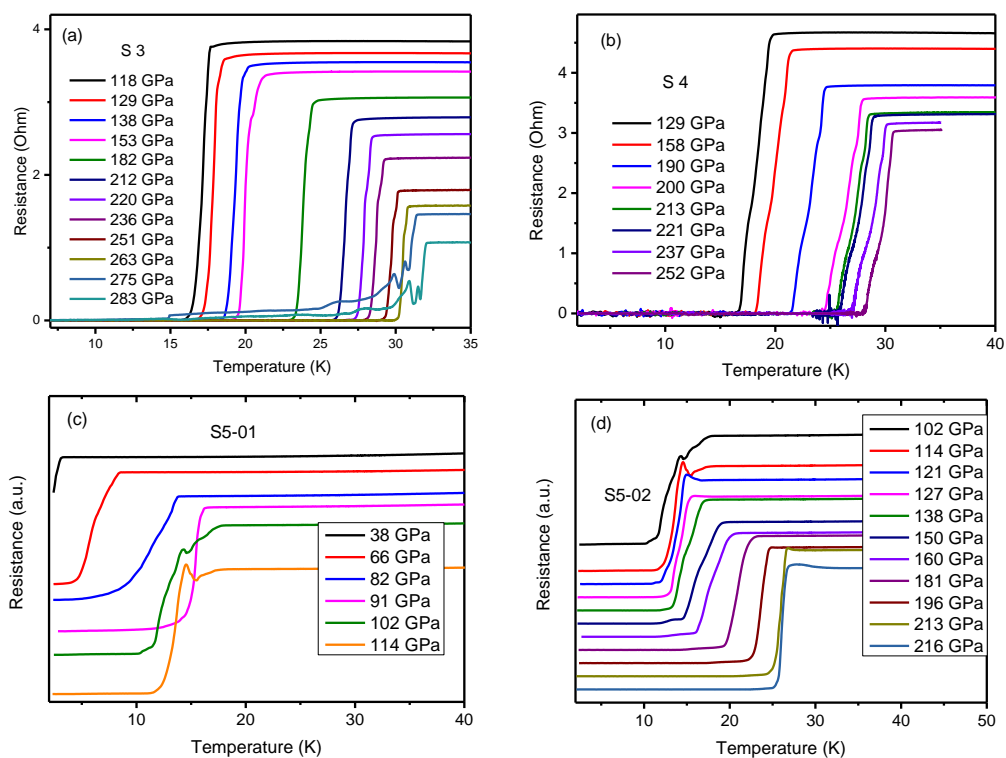 (a)
S 3
118 GPa
129 GPa
138 GPa
153 GPa
182 GPa
212 GPa
220 GPa
236 GPa
251 GPa
263 GPa
275 GPa
283 GPa
4
2
0
Resistance (Ohm)
10 15 20 25 30 35
Temperature (K)
(b)
S 4
129 GPa
158 GPa
190 GPa
200 GPa
213 GPa
221 GPa
237 GPa
252 GPa
4
3
2
1
0
Resistance (Ohm)
10 20 30 40
Temperature (K)
(c)
S5-01
38 GPa
66 GPa
82 GPa
91 GPa
102 GPa
114 GPa
Resistance (a.u.)
10 20 30 40
Temperature (K)
(d)
S5-02
102 GPa
114 GPa
121 GPa
127 GPa
138 GPa
150 GPa
160 GPa
181 GPa
196 GPa
213 GPa
216 GPa
Resistance (a.u.)
10 20 30 40 50
Temperature (K)